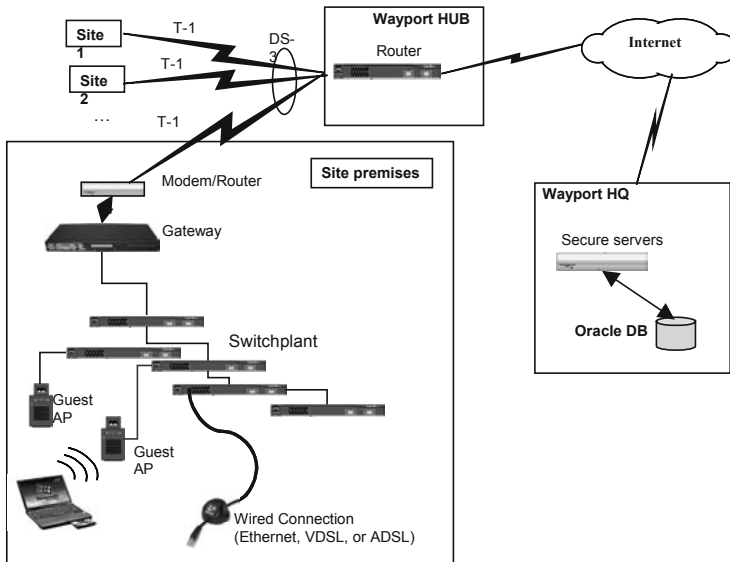 Wayport HUB
Router
Internet
DS-
3
T-1
Site
1
T-1
Site
2
...
T-1
Site premises
Modem/Router
Gateway
Switchplant
Guest
AP
Guest
AP
Wired Connection
(Ethernet, VDSL, or ADSL)
Wayport HQ
Secure servers
Oracle DB